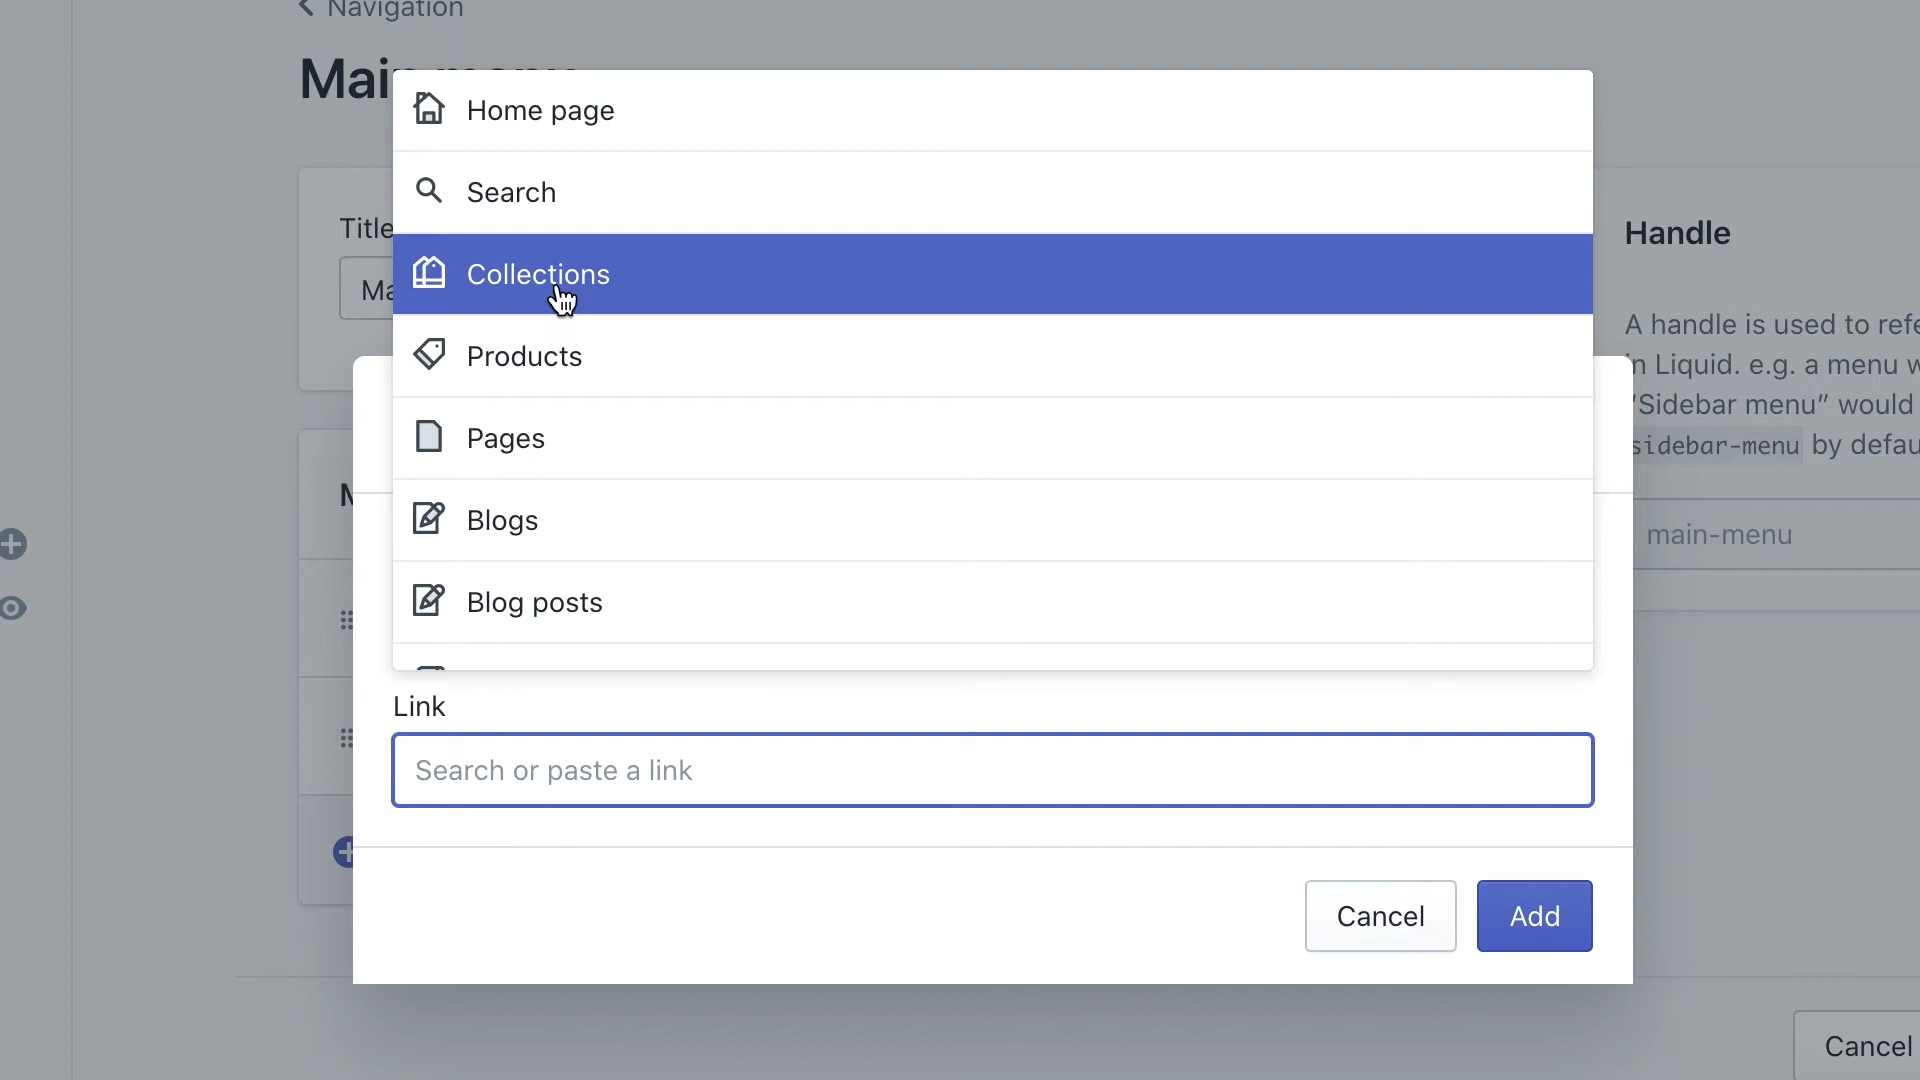 Navigation
Main menu
Home page
Search
Collections
Products
Pages
Blogs
Blog posts
Title
Ma
M
Link
Search or paste a link
Cancel
Add
Handle
A handle is used to refe
in Liquid. e.g. a menu w
"Sidebar menu" would
sidebar-menu by defau
main-menu
Cancel